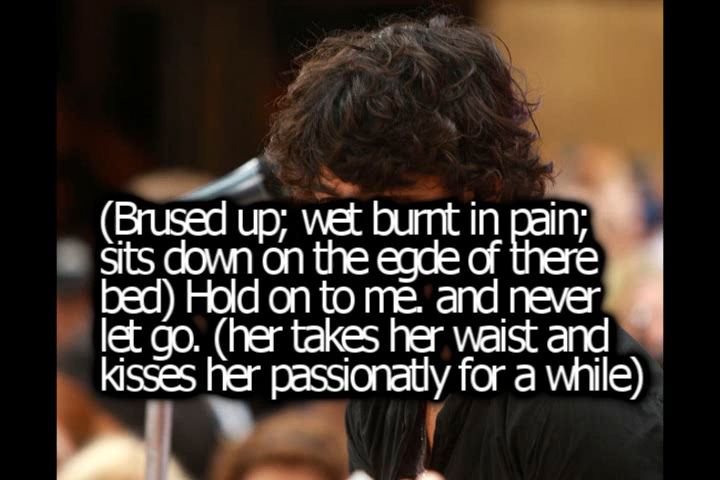 (Brused up; wet burnt in pain;
sits down on the egde of there
bed) Hold on to me. and never
let go. (her takes her waist and
kisses her passionatly for a while)